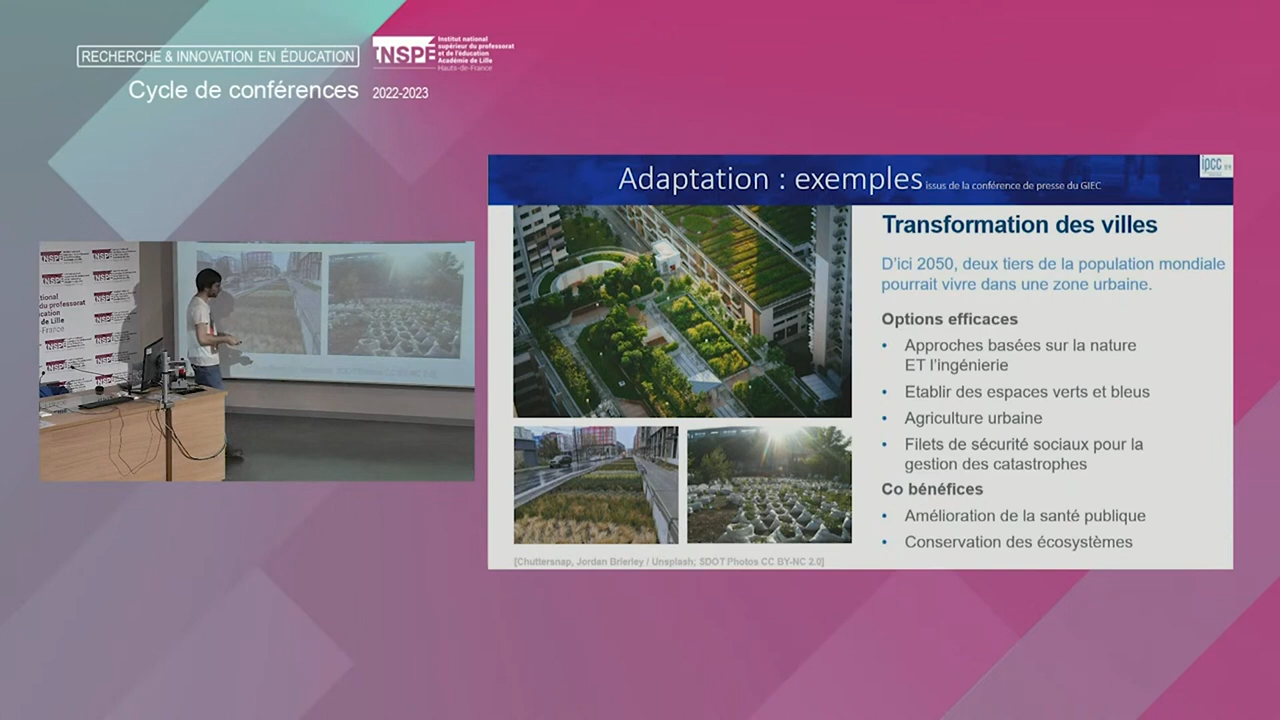 RECHERCHE & INNOVATION EN ÉDUCATION
INSPÉ
Institut national
supérieur du professorat
et de l'éducation
Académie de Lille
Hauts-de-France
Cycle de conférences 2022-2023
ipcc
Adaptation : exemples issus de la conférence de presse du GIEC
Transformation des villes
D'ici 2050, deux tiers de la population mondiale
pourrait vivre dans une zone urbaine.
Options efficaces
• Approches basées sur la nature
ET l'ingénierie
• Etablir des espaces verts et bleus
• Agriculture urbaine
• Filets de sécurité sociaux pour la
gestion des catastrophes
Co bénéfices
• Amélioration de la santé publique
• Conservation des écosystèmes
[Chuttersnap, Jordan Brierley / Unsplash; SDOT Photos CC BY-NC 2.0]